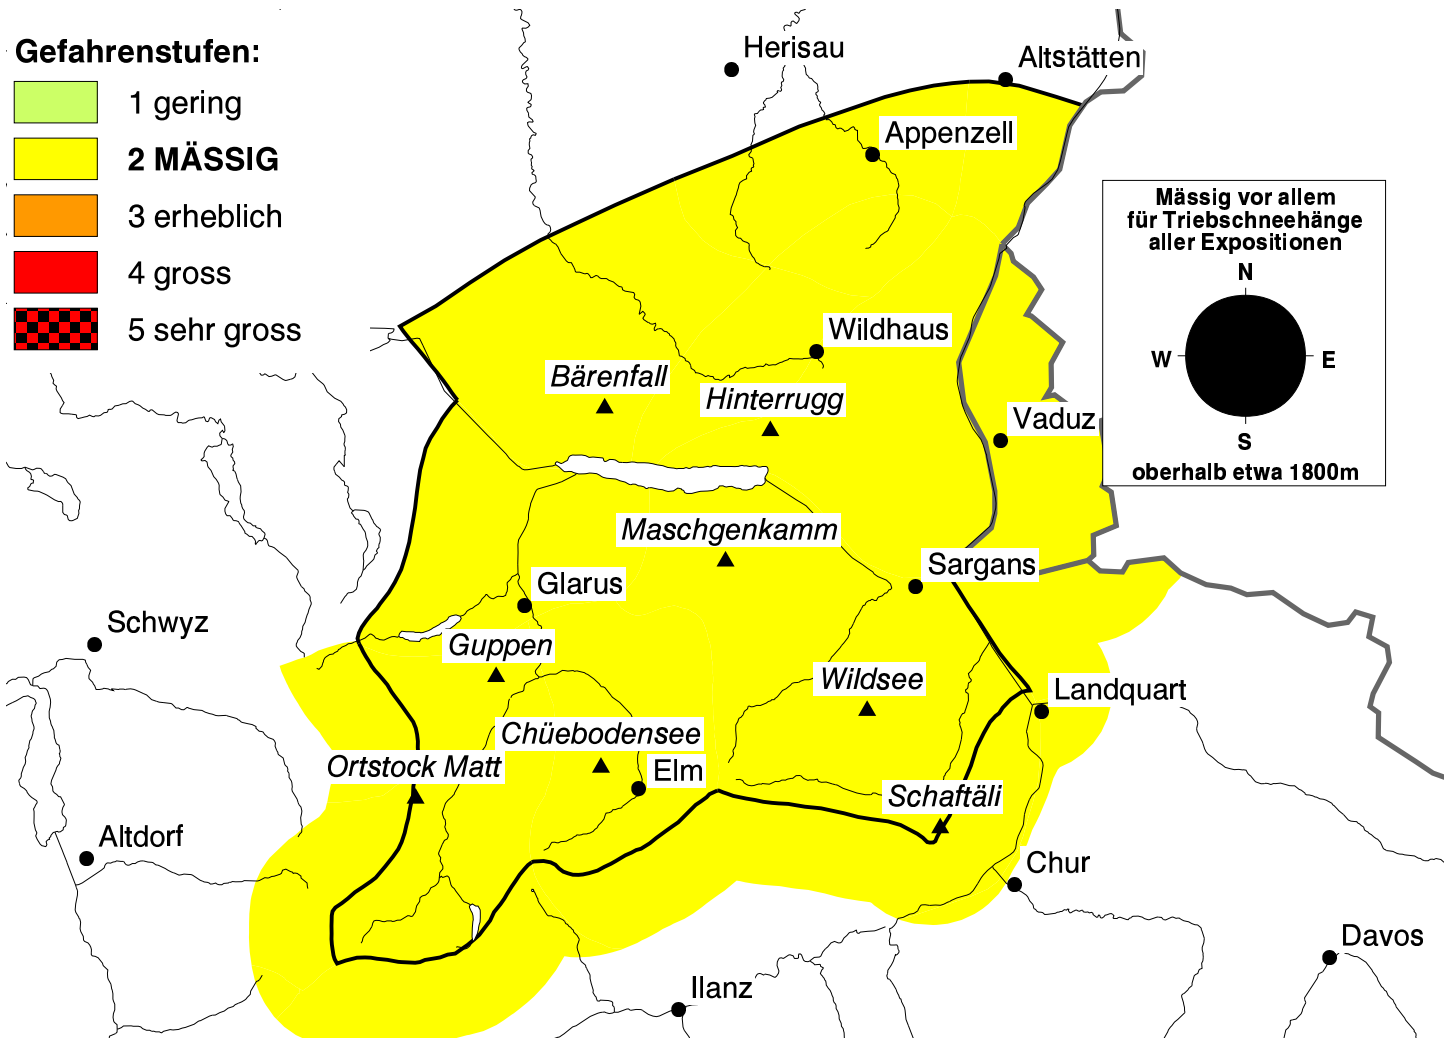 Gefahrenstufen:
1 gering
2 MÄSSIG
3 erheblich
4 gross
5 sehr gross
Herisau
Altstätten
Appenzell
Mässig vor allem
für Triebschneehänge
aller Expositionen
N
W
E
S
oberhalb etwa 1800m
Wildhaus
Bärenfall
Hinterrugg
Vaduz
Maschgenkamm
Sargans
Glarus
Schwyz
Guppen
Wildsee
Landquart
Chüebodensee
Ortstock Matt
Elm
Schaftäli
Altdorf
Chur
Davos
Ilanz